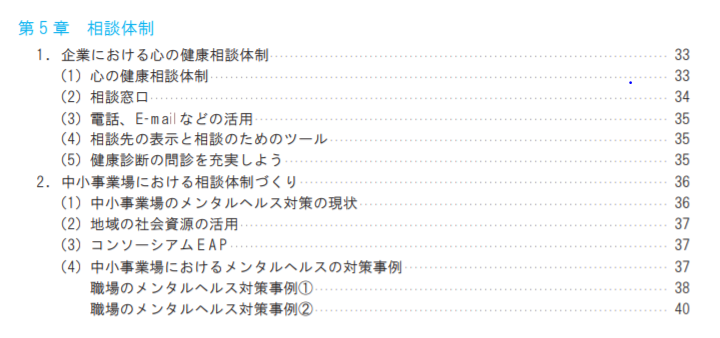 第5章 相談体制
1. 企業における心の健康相談体制 33
(1) 心の健康相談体制 33
(2) 相談窓口 34
(3) 電話、E-mailなどの活用 35
(4) 相談先の表示と相談のためのツール 35
(5) 健康診断の問診を充実しよう 35
2. 中小事業場における相談体制づくり 36
(1) 中小事業場のメンタルヘルス対策の現状 36
(2) 地域の社会資源の活用 37
(3) コンソーシアムEAP 37
(4) 中小事業場におけるメンタルヘルスの対策事例 37
職場のメンタルヘルス対策事例① 38
職場のメンタルヘルス対策事例② 40